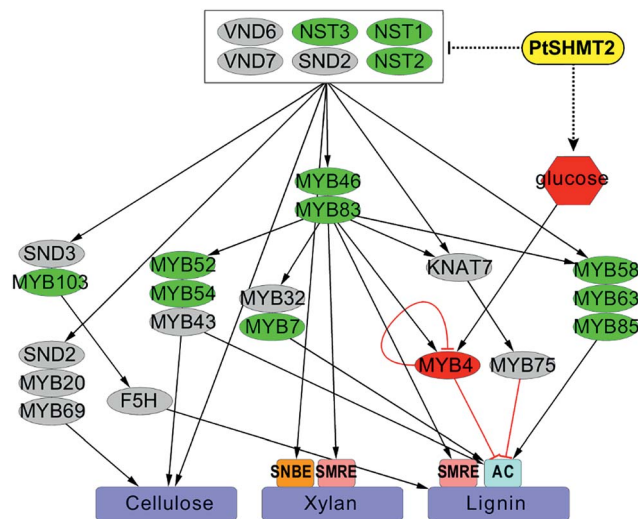 VND6 NST3 NST1
VND7 SND2 NST2
PtSHMT2
glucose
MYB46
MYB83
SND3
MYB103
MYB52
MYB54
MYB43
MYB32
MYB7
KNAT7
MYB58
MYB63
MYB85
SND2
MYB20
MYB69
F5H
MYB4
MYB75
SNBE SMRE SMRE AC
Cellulose Xylan Lignin